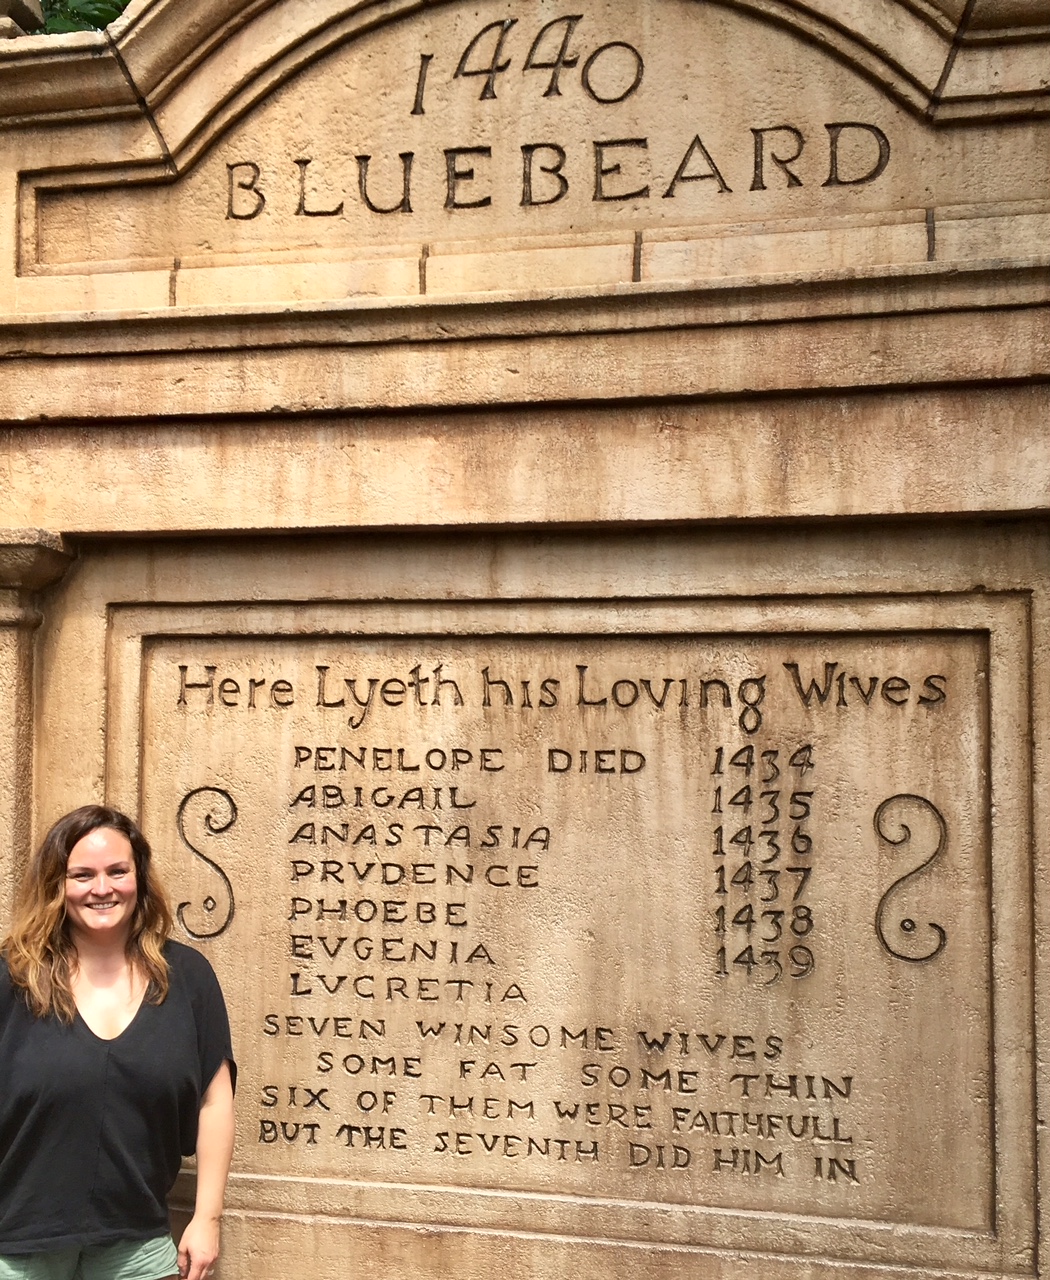 1440
BLUEBEARD
Here Lyeth his Loving Wives
PENELOPE DIED 1434
ABIGAIL 1435
ANASTASIA 1436
PRVDENCE 1437
PHOEBE 1438
EVGENIA 1439
LVCRETIA
SEVEN WINSOME WIVES
SOME FAT SOME THIN
SIX OF THEM WERE FAITHFULL
BUT THE SEVENTH DID HIM IN